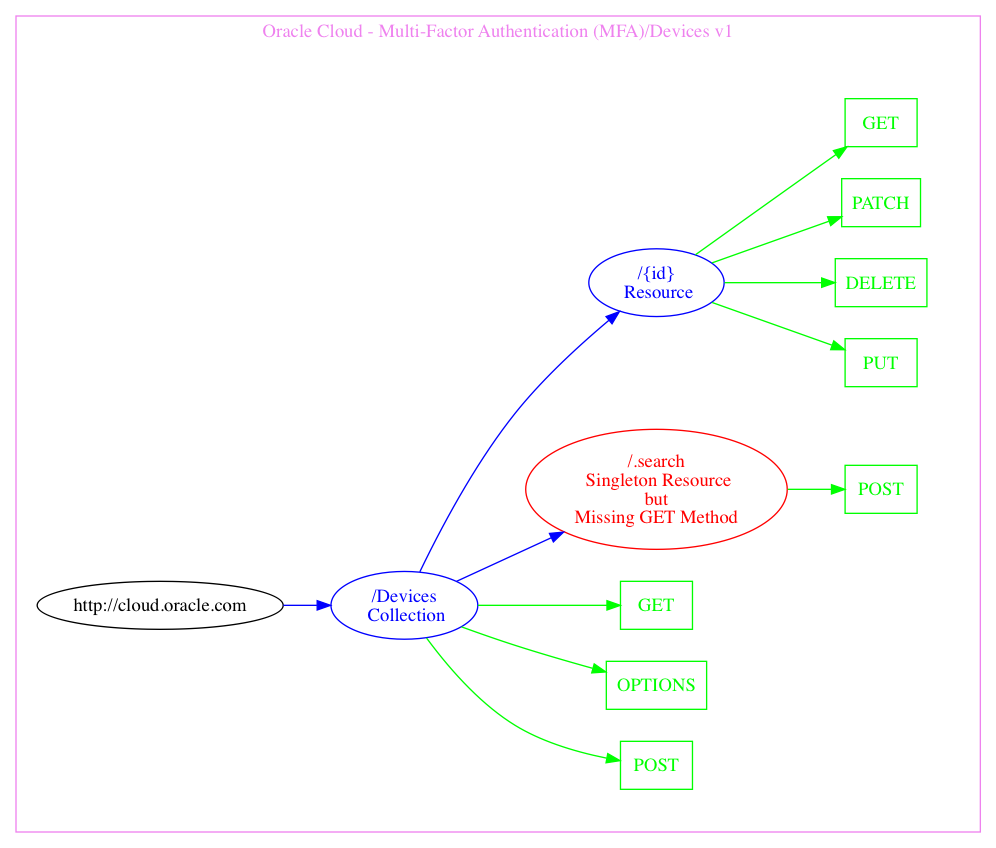 Oracle Cloud - Multi-Factor Authentication (MFA)/Devices v1
GET
PATCH
/{id}
Resource
DELETE
PUT
/.search
Singleton Resource
but
Missing GET Method
POST
http://cloud.oracle.com
/Devices
Collection
GET
OPTIONS
POST